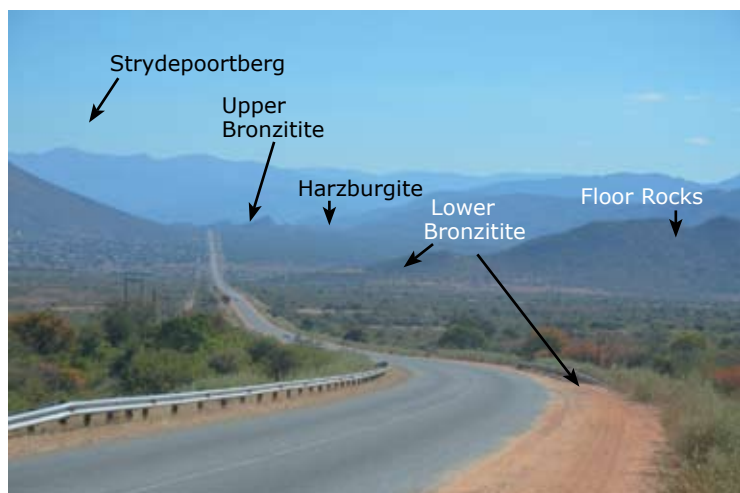 Strydepoortberg
Upper
Bronzitite
Harzburgite
Lower
Bronzitite
Floor Rocks